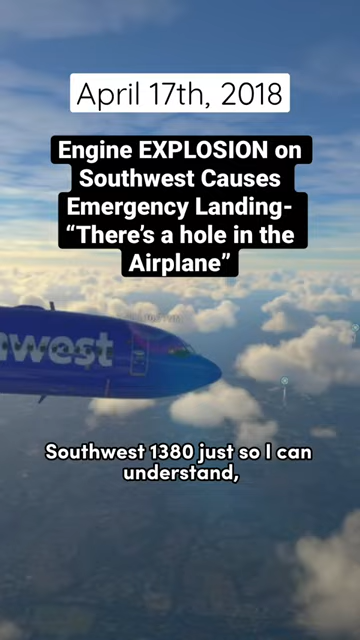 April 17th, 2018
Engine EXPLOSION on
Southwest Causes
Emergency Landing-
“There’s a hole in the
Airplane”
west
Southwest 1380 just so I can
understand,